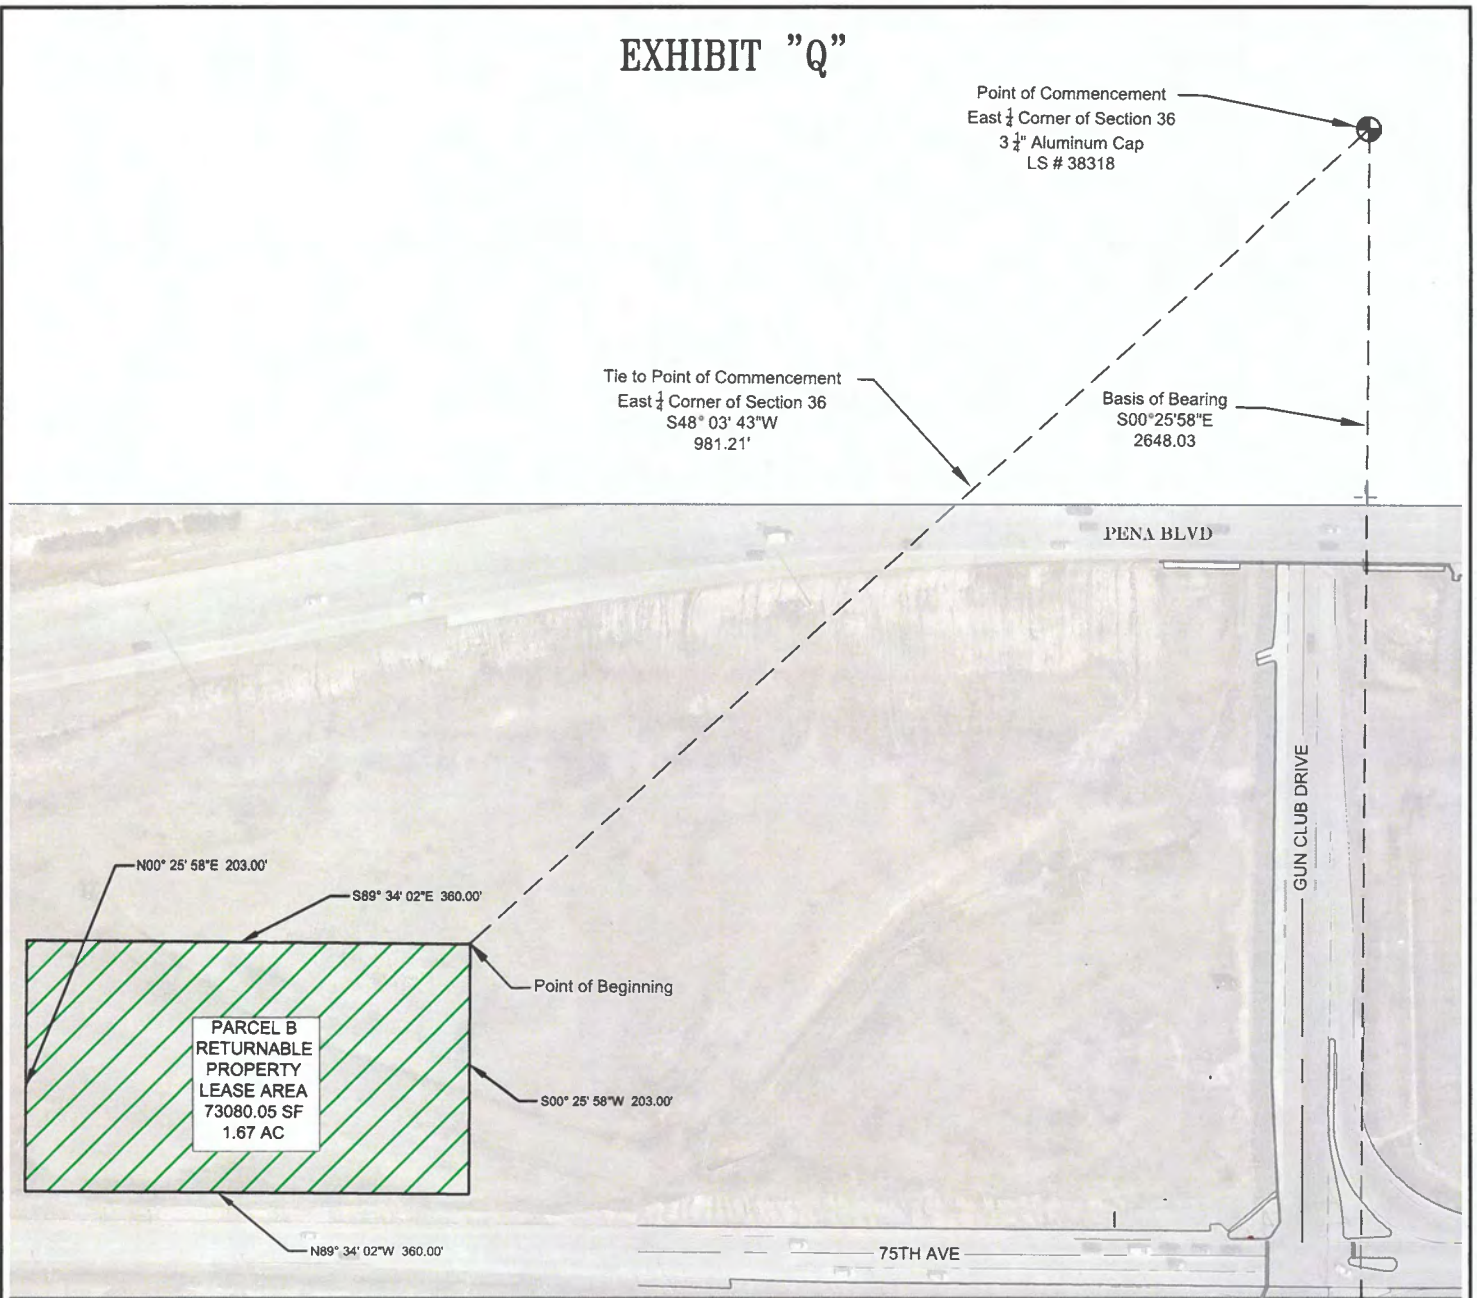 EXHIBIT "Q"
Point of Commencement
East 1/4 Corner of Section 36
3 1/4" Aluminum Cap
LS # 38318
Tie to Point of Commencement
East 1/4 Corner of Section 36
S48° 03' 43"W
981.21'
Basis of Bearing
S00°25'58"E
2648.03
PENA BLVD
GUN CLUB DRIVE
N00° 25' 58"E 203.00'
S89° 34' 02"E 360.00'
Point of Beginning
PARCEL B
RETURNABLE
PROPERTY
LEASE AREA
73080.05 SF
1.67 AC
S00° 25' 58"W 203.00'
N89° 34' 02"W 360.00'
75TH AVE